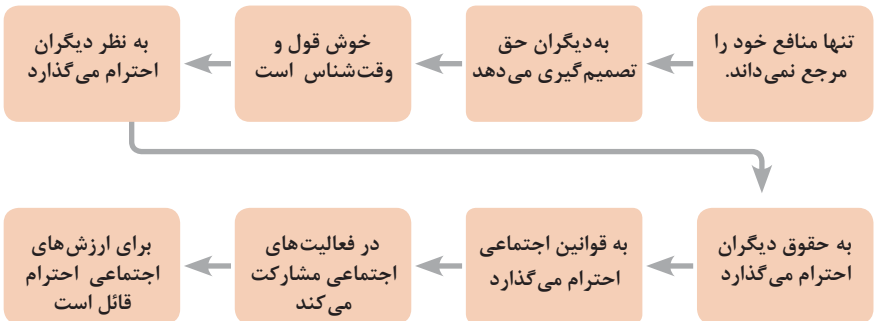 تنها منافع خود را
مرجع نمی‌داند.
به‌دیگران حق
تصمیم‌گیری می‌دهد
خوش قول و
وقت‌شناس است
به نظر دیگران
احترام می‌گذارد
به حقوق دیگران
احترام می‌گذارد
به قوانین اجتماعی
احترام می‌گذارد
در فعالیت‌های
اجتماعی مشارکت
می‌کند
برای ارزش‌های
اجتماعی احترام
قائل است